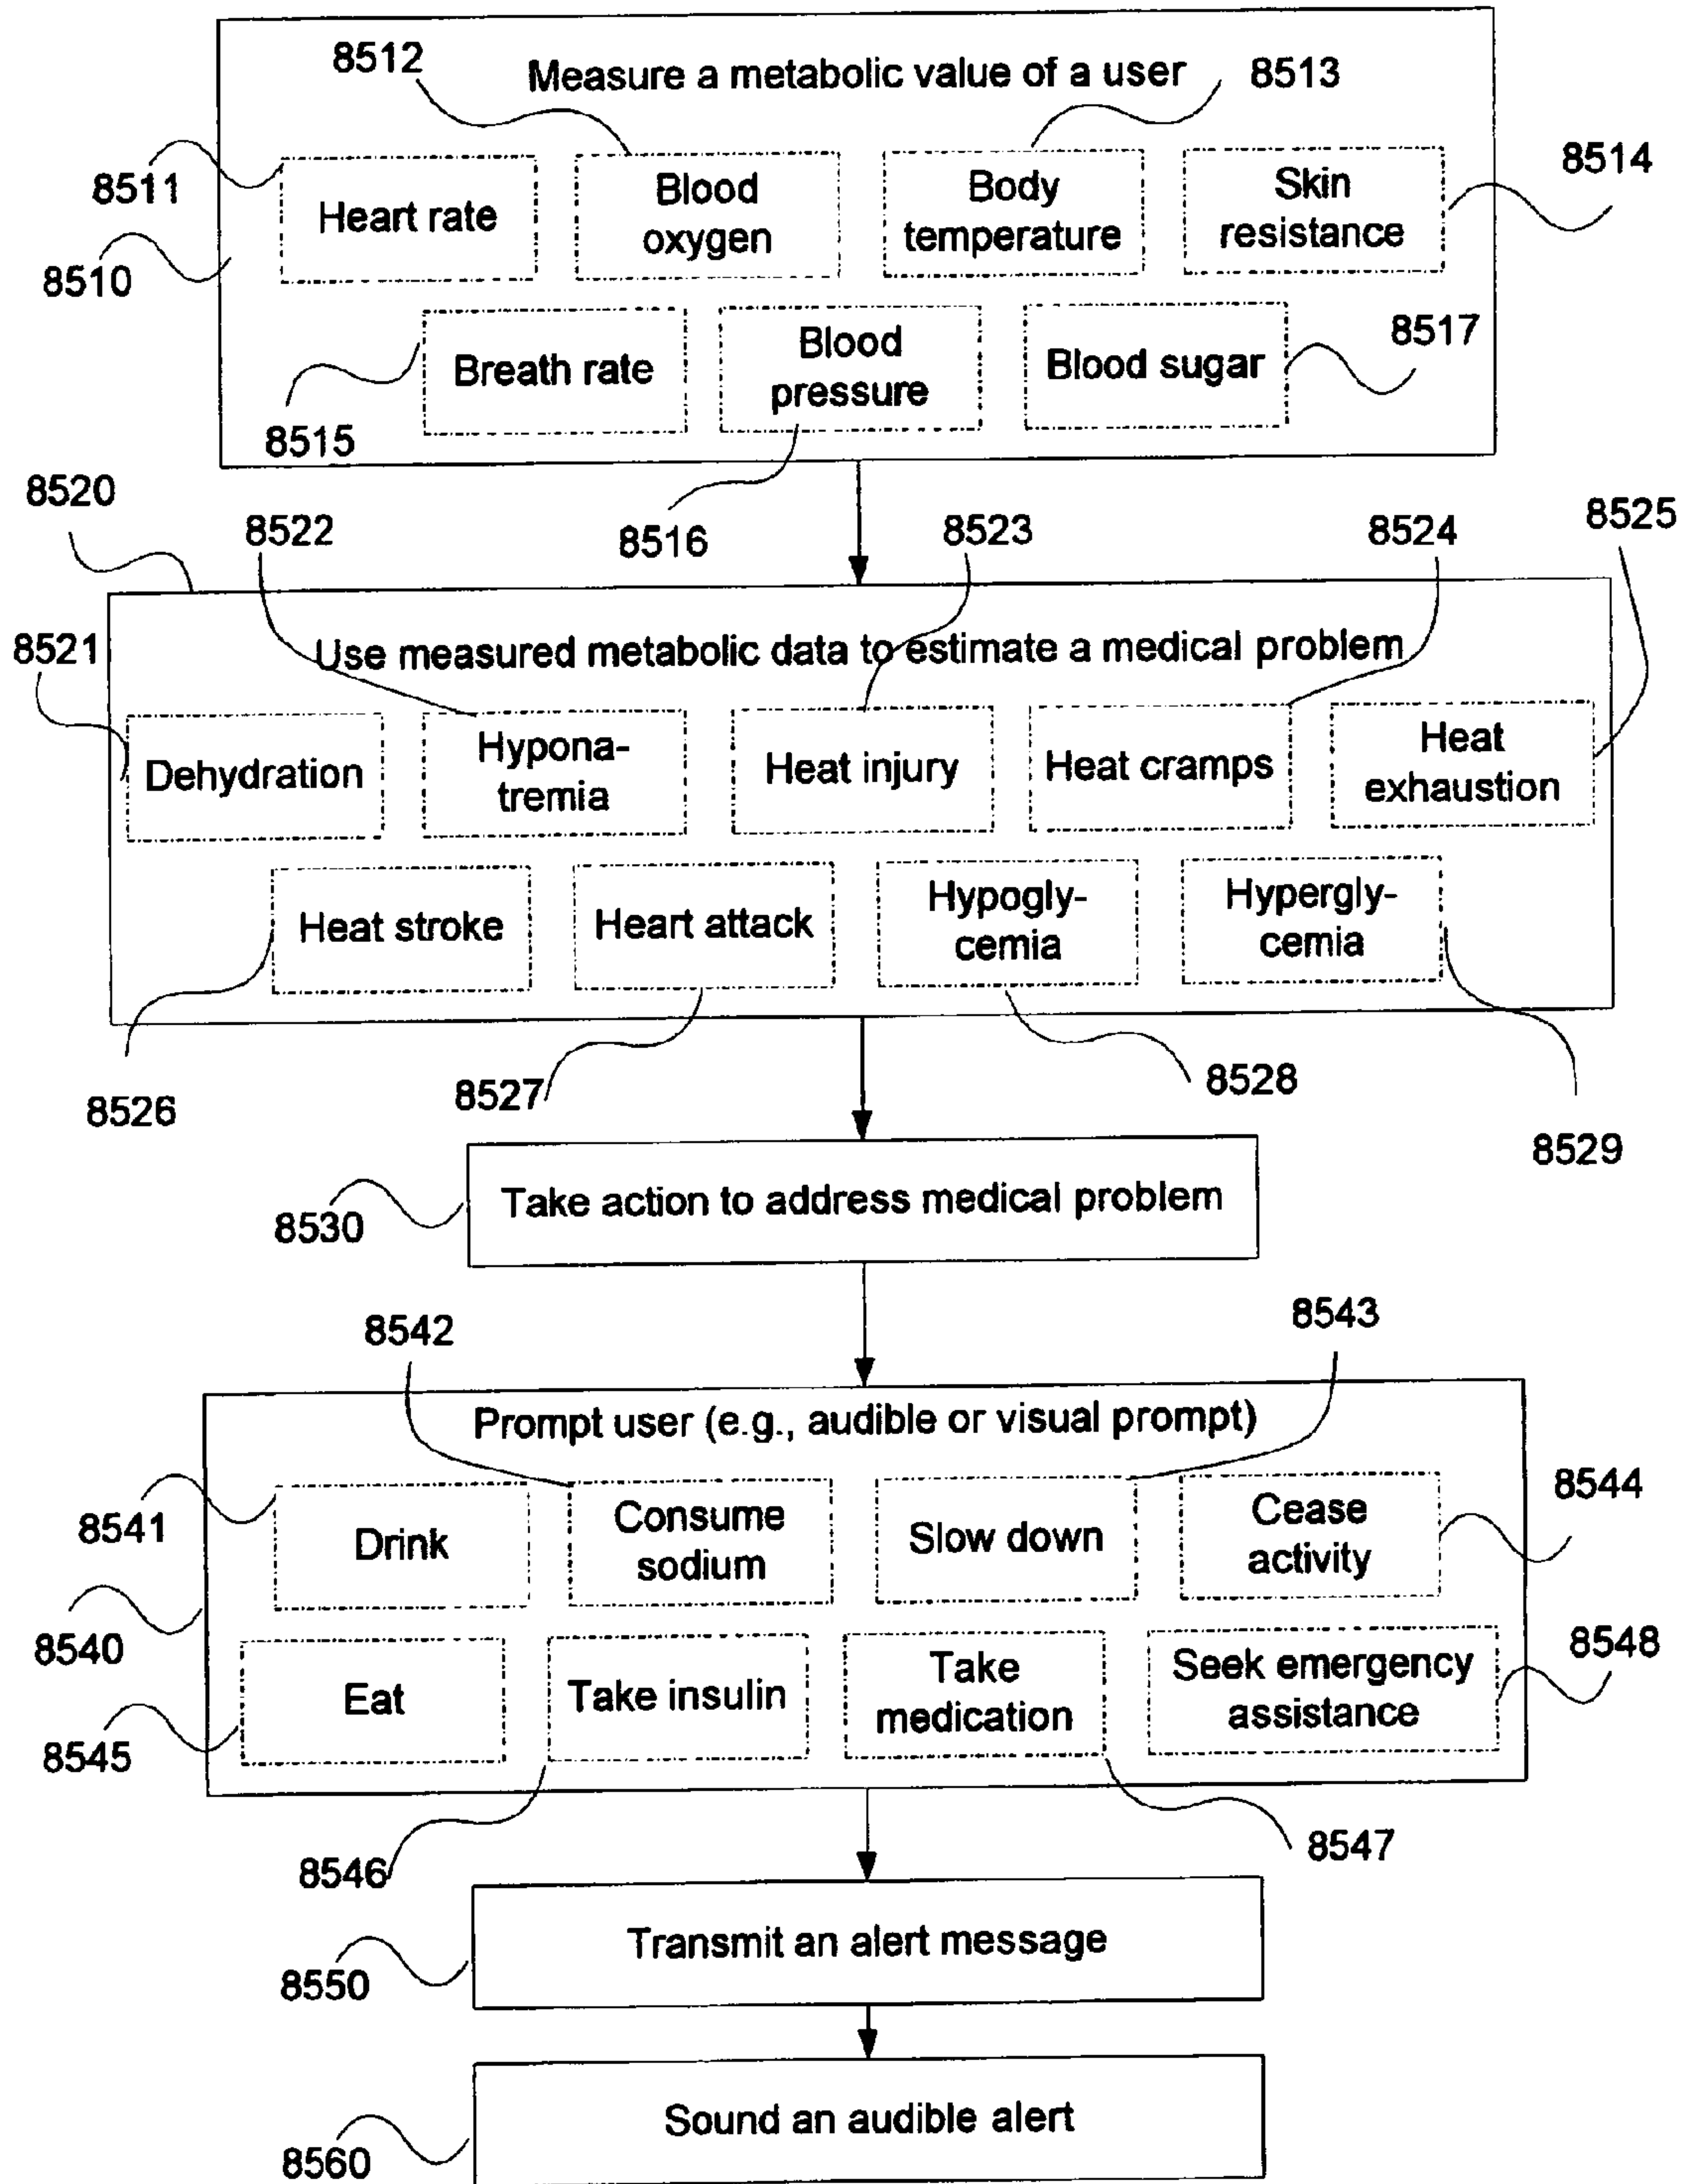 8512
Measure a metabolic value of a user
8513
8511
Heart rate
Blood
oxygen
Body
temperature
Skin
resistance
8514
8510
Breath rate
Blood
pressure
Blood sugar
8517
8515
8516
8520
8522
8523
8524
8525
8521
Use measured metabolic data to estimate a medical problem
Dehydration
Hypona-
tremia
Heat injury
Heat cramps
Heat
exhaustion
Heat stroke
Heart attack
Hypogly-
cemia
Hypergly-
cemia
8526
8527
8528
8529
8530
Take action to address medical problem
8542
8543
Prompt user (e.g., audible or visual prompt)
8541
Drink
Consume
sodium
Slow down
Cease
activity
8544
8540
Eat
Take insulin
Take
medication
Seek emergency
assistance
8548
8545
8546
8547
Transmit an alert message
8550
Sound an audible alert
8560